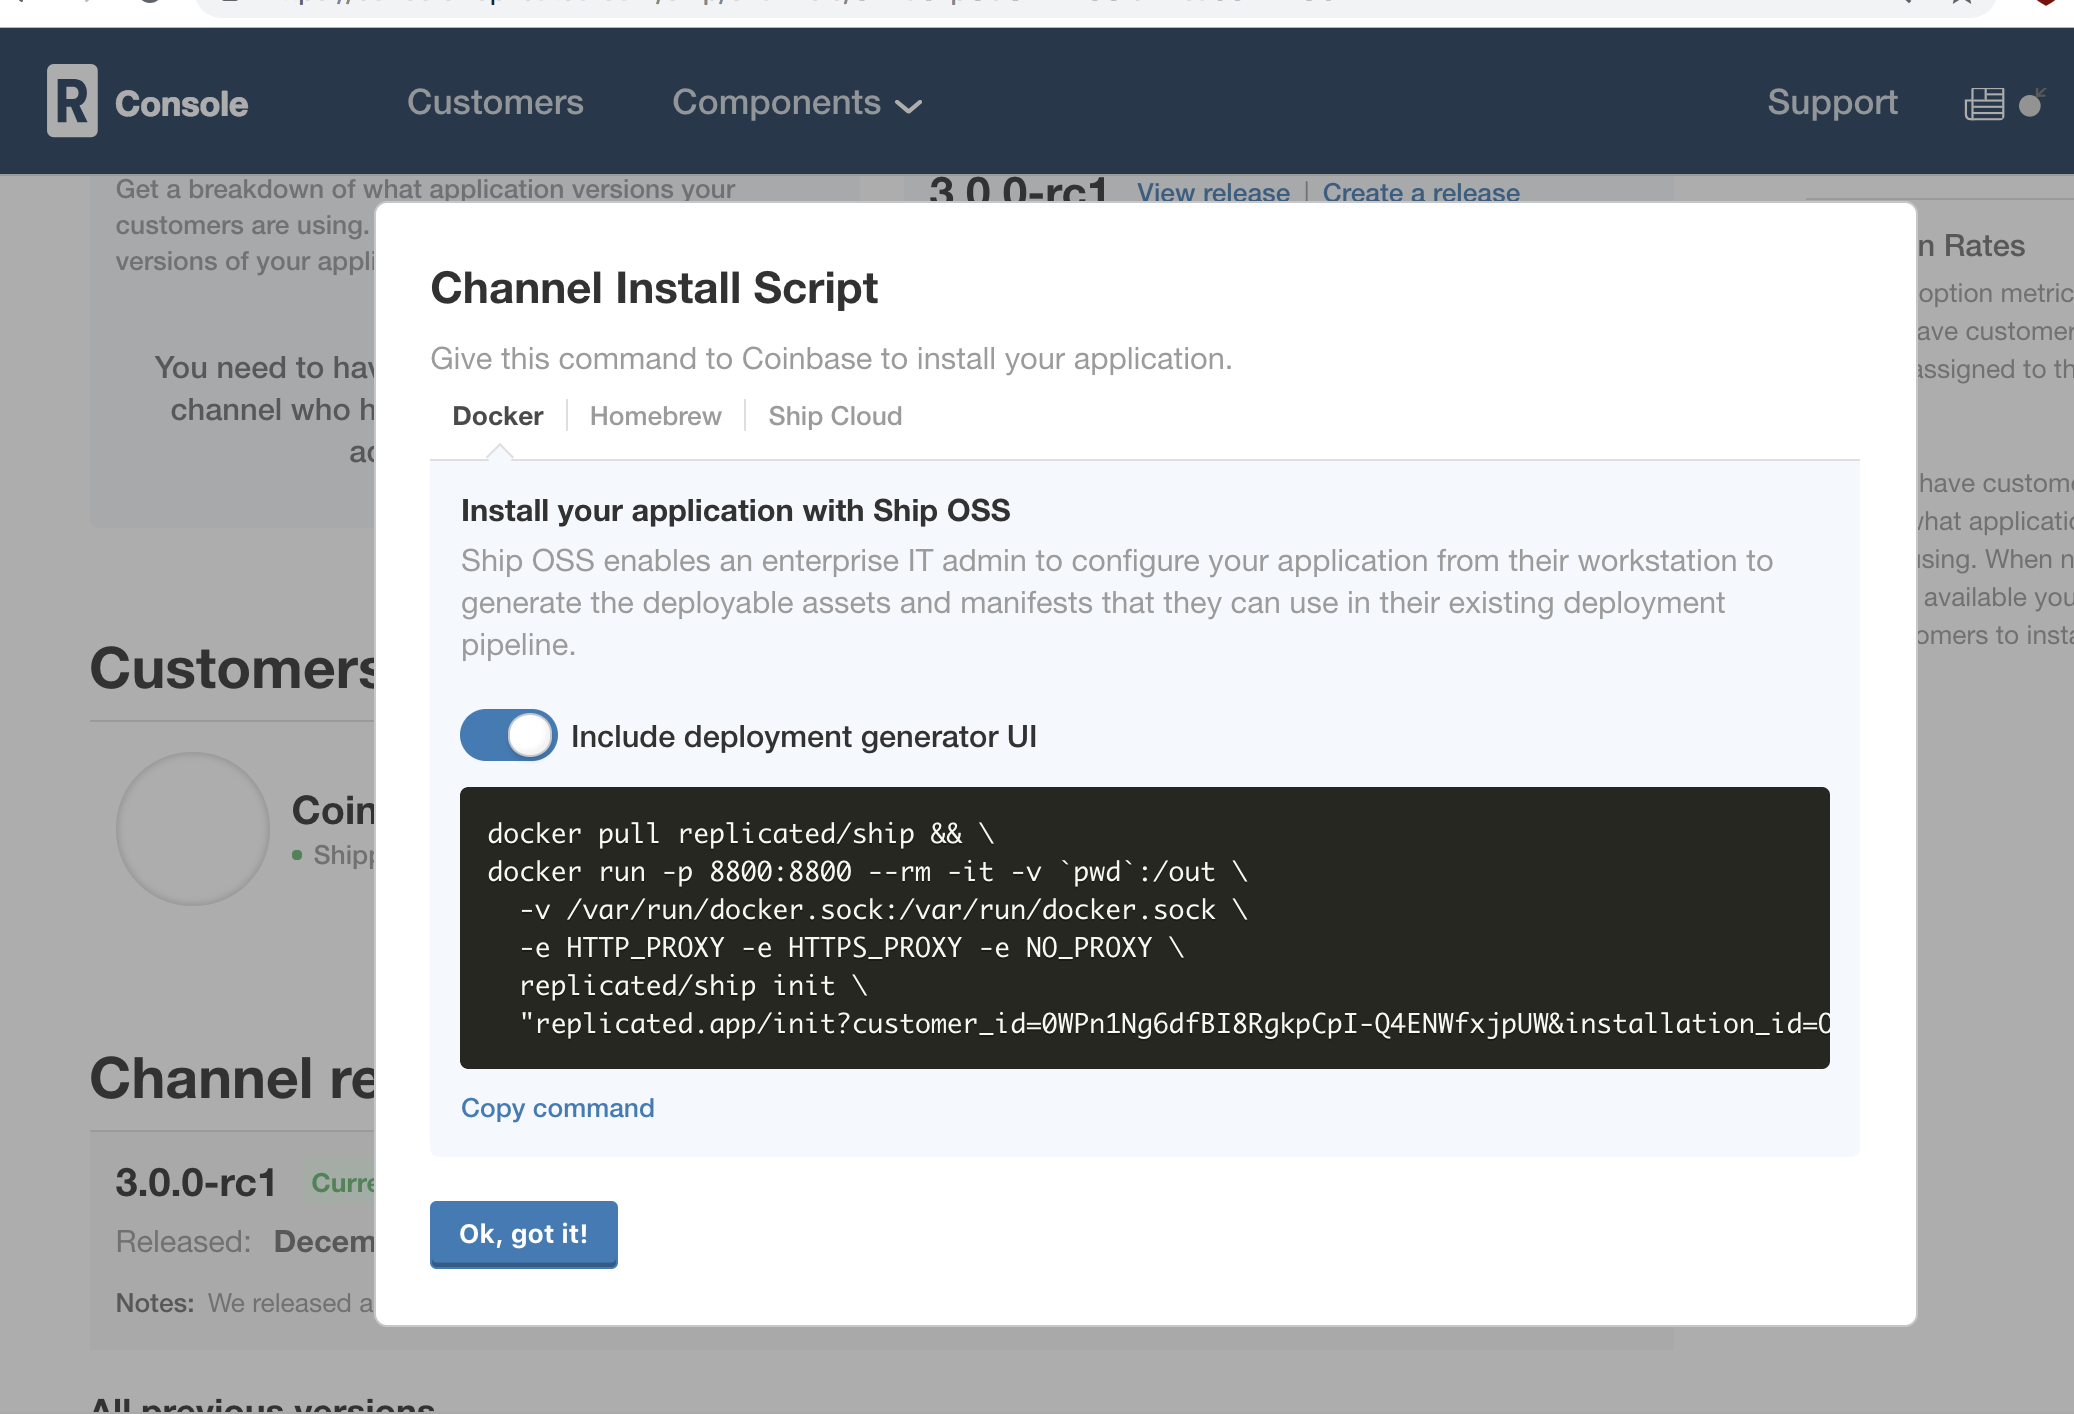 R Console
Customers
Components
Support
Get a breakdown of what application versions your
customers are using.
versions of your appli
You need to hav
channel who h
ac
3.0.0-rc1 View release | Create a release
n Rates
option metric
ave customer
assigned to th
have custome
what applicatio
using. When n
available you
omers to insta
Channel Install Script
Give this command to Coinbase to install your application.
Docker
Homebrew
Ship Cloud
Install your application with Ship OSS
Ship OSS enables an enterprise IT admin to configure your application from their workstation to
generate the deployable assets and manifests that they can use in their existing deployment
pipeline.
Include deployment generator UI
docker pull replicated/ship && \
docker run -p 8800:8800 --rm -it -v `pwd`:/out \
-v /var/run/docker.sock:/var/run/docker.sock \
-e HTTP_PROXY -e HTTPS_PROXY -e NO_PROXY \
replicated/ship init \
"replicated.app/init?customer_id=0WPn1Ng6dfBI8RgkpCpI-Q4ENWfxjpUW&installation_id=
Copy command
Ok, got it!
Customers
Coin
Shipp
Channel re
3.0.0-rc1 Curre
Released: Decem
Notes: We released a
All previous versions